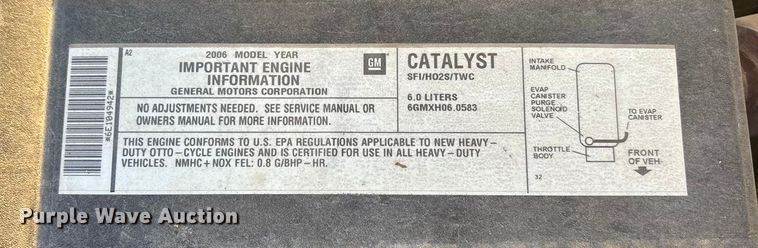 A2
2006 MODEL YEAR
IMPORTANT ENGINE
INFORMATION
GENERAL MOTORS CORPORATION
GM
CATALYST
SFI/HO2S/TWC
6.0 LITERS
6GMXH06.0583
NO ADJUSTMENTS NEEDED. SEE SERVICE MANUAL OR
OWNERS MANUAL FOR MORE INFORMATION.
THIS ENGINE CONFORMS TO U.S. EPA REGULATIONS APPLICABLE TO NEW HEAVY–
DUTY OTTO–CYCLE ENGINES AND IS CERTIFIED FOR USE IN ALL HEAVY–DUTY
VEHICLES. NMHC+NOX FEL: 0.8 G/BHP–HR.
INTAKE
MANIFOLD
EVAP
CANISTER
PURGE
SOLENOID
VALVE
TO EVAP
CANISTER
THROTTLE
BODY
FRONT
OF VEH
32
*6E104942*
Purple Wave Auction